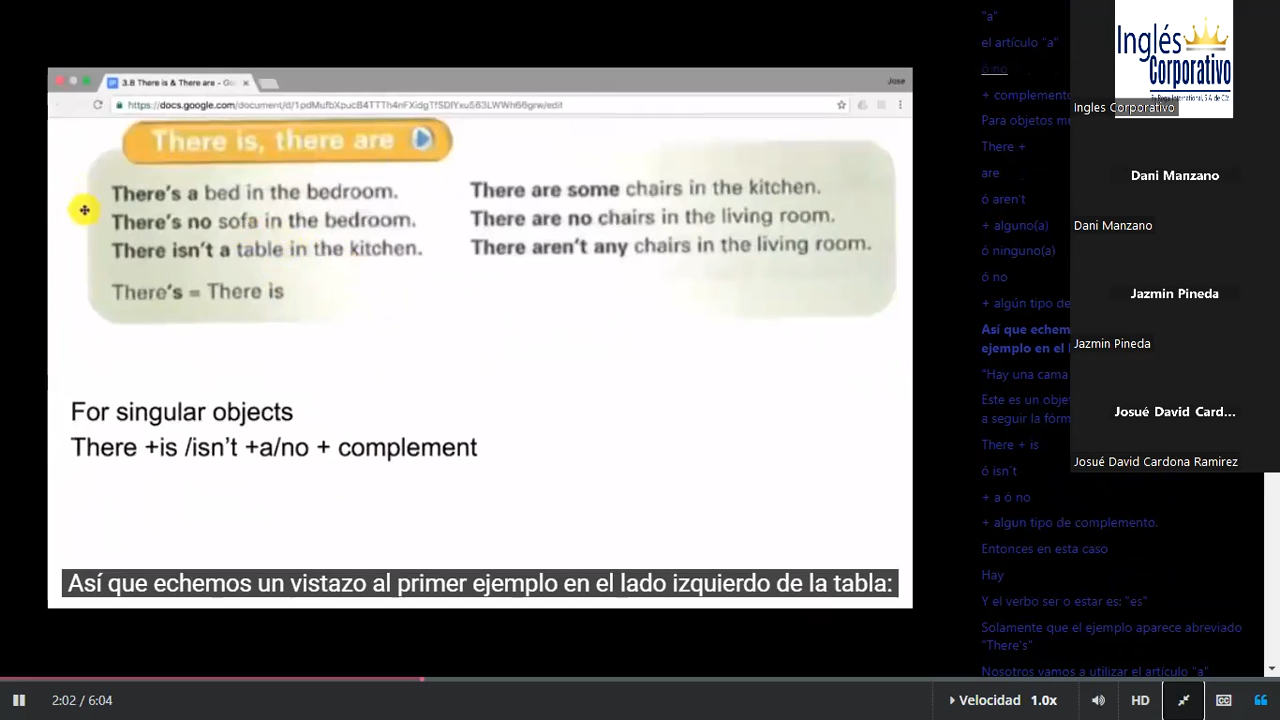 3.8 There is & There are - Go
Jose
https://docs.google.com/document/d/
There is, there are
There's a bed in the bedroom.
There's no sofa in the bedroom.
There isn't a table in the kitchen.
There's = There is
There are some chairs in the kitchen.
There are no chairs in the living room.
There aren't any chairs in the living room.
For singular objects
There +is /isn't +a/no + complement
Así que echemos un vistazo al primer ejemplo en el lado izquierdo de la tabla:
"a"
el artículo "a"
ó no
+ complemento
Para objetos mu
There +
are
ó aren't
+ alguno(a)
ó ninguno(a)
ó no
+ algún tipo de
Así que echem
ejemplo en el l
"Hay una cama
Este es un obje
a seguir la fórm
There + is
ó isn't
+ a ó no
+ algun tipo de complemento.
Entonces en esta caso
Hay
Y el verbo ser o estar es: "es"
Solamente que el ejemplo aparece abreviado
"There's"
Nosotros vamos a utilizar el artículo "a"
Inglés
Corporativo
Ingles Corporativo
Dani Manzano
Dani Manzano
Jazmin Pineda
Jazmin Pineda
Josué David Card...
Josué David Cardona Ramirez
2:02 / 6:04
Velocidad 1.0x
HD
CC